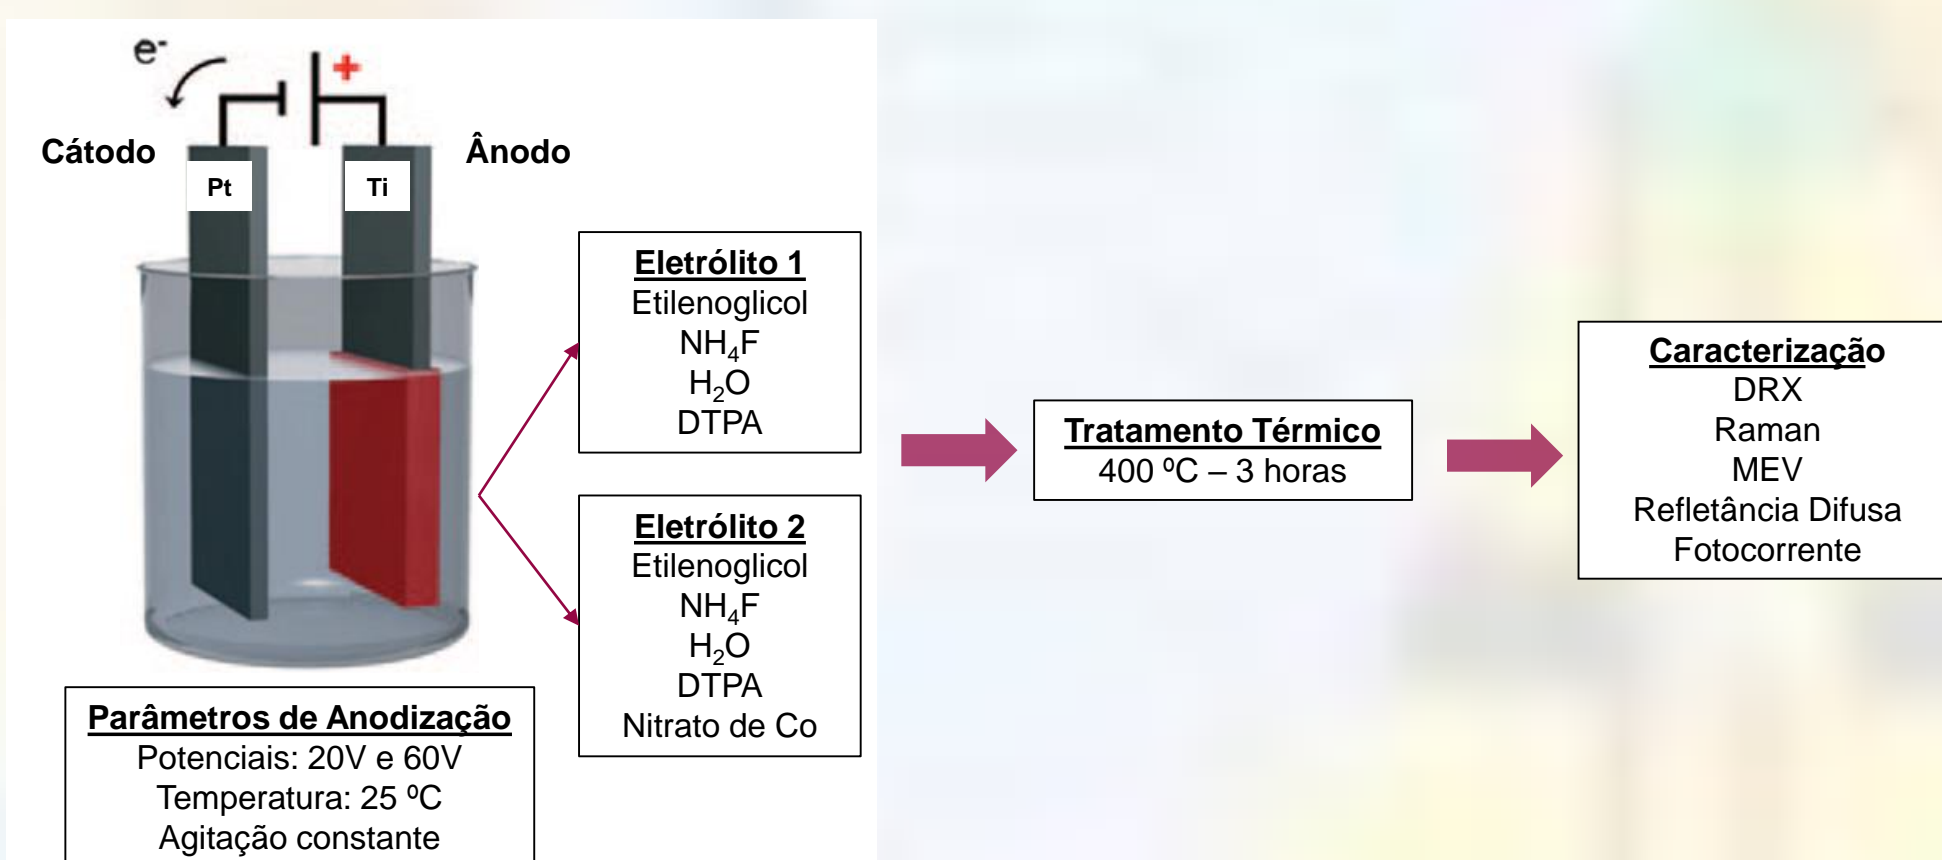 e-
+
Cátodo
Ânodo
Pt
Ti
Eletrólito 1
Etilenoglicol
NH₄F
H₂O
DTPA
Eletrólito 2
Etilenoglicol
NH₄F
H₂O
DTPA
Nitrato de Co
Parâmetros de Anodização
Potenciais: 20V e 60V
Temperatura: 25 ºC
Agitação constante
Tratamento Térmico
400 ºC – 3 horas
Caracterização
DRX
Raman
MEV
Refletância Difusa
Fotocorrente